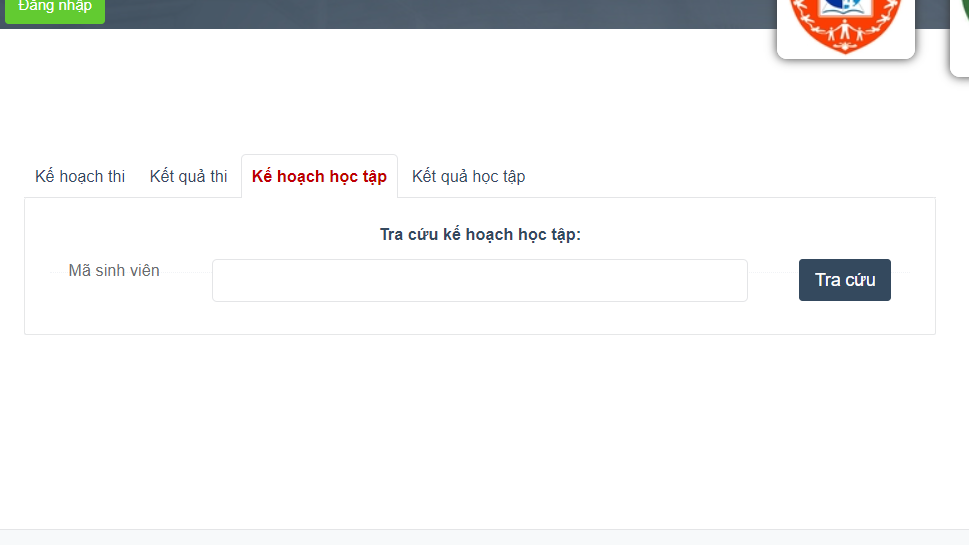 Đăng nhập
Kế hoạch thi Kết quả thi Kế hoạch học tập Kết quả học tập
Tra cứu kế hoạch học tập:
Mã sinh viên Tra cứu